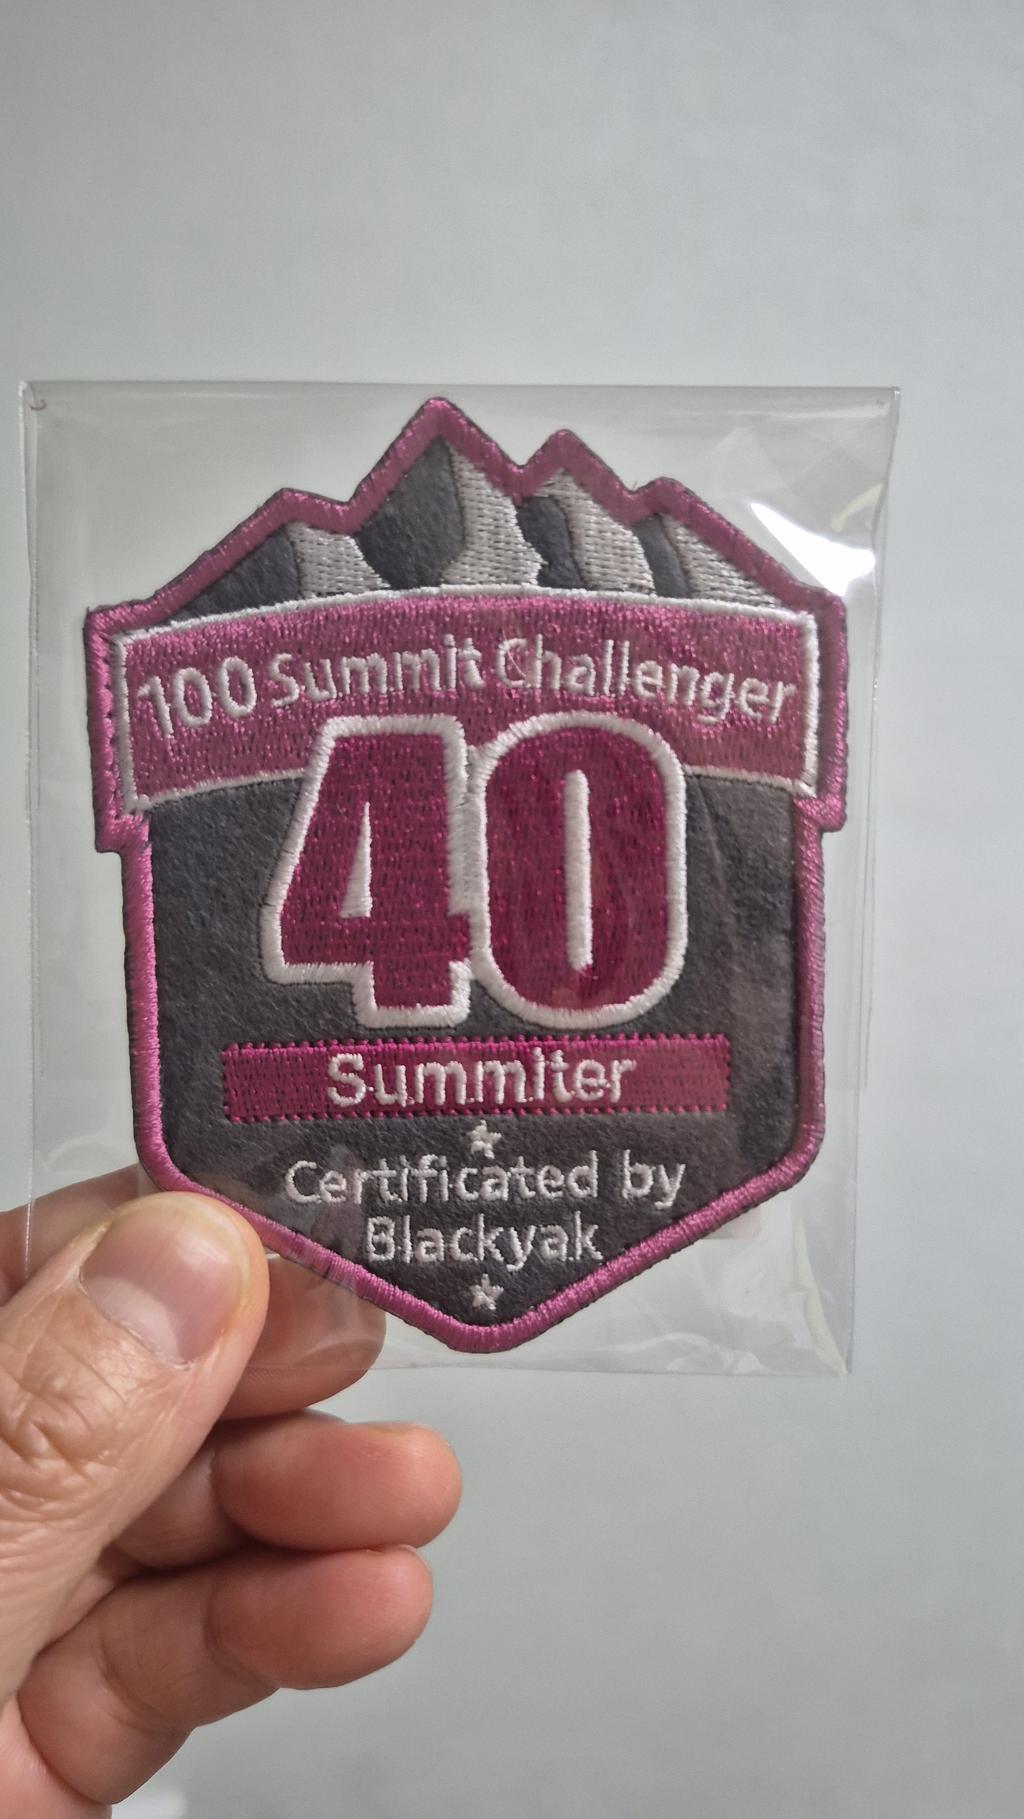 100 Summit Challenger
40
Summiter
Certificated by
Blackyak